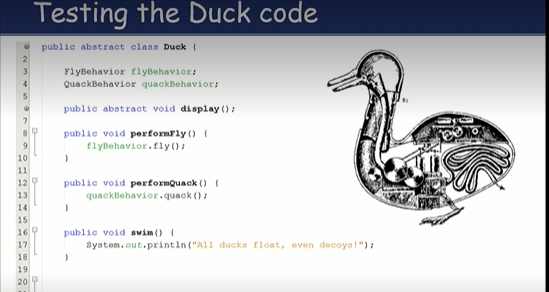 Testing the Duck code
public abstract class Duck {
2
3 FlyBehavior flyBehavior;
4 QuackBehavior quackBehavior;
5
public abstract void display();
7
8 public void performFly() {
9 flyBehavior.fly();
10 }
11
12 public void performQuack() {
13 quackBehavior.quack();
14 }
15
16 public void swim() {
17 System.out.println("All ducks float, even decoys!");
18 }
19
20